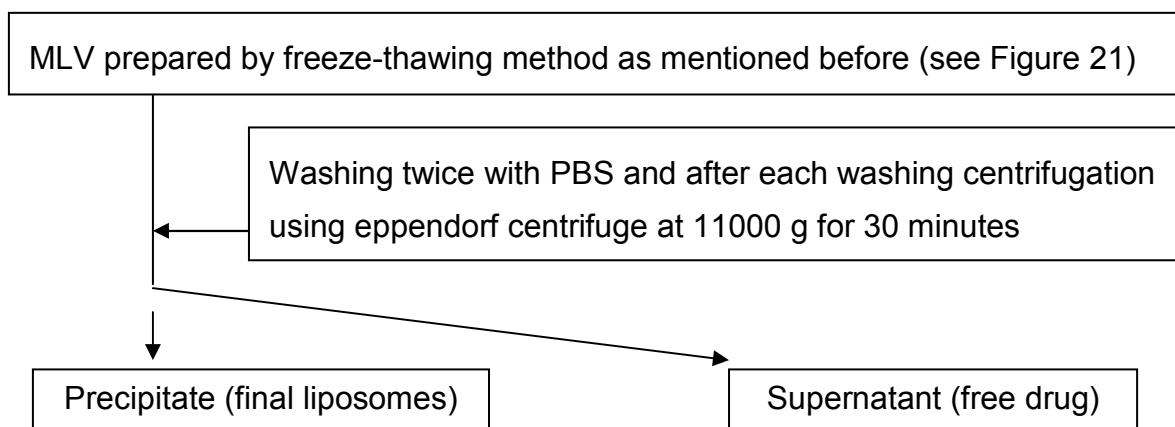 MLV prepared by freeze-thawing method as mentioned before (see Figure 21)
Washing twice with PBS and after each washing centrifugation
using eppendorf centrifuge at 11000 g for 30 minutes
Precipitate (final liposomes)
Supernatant (free drug)